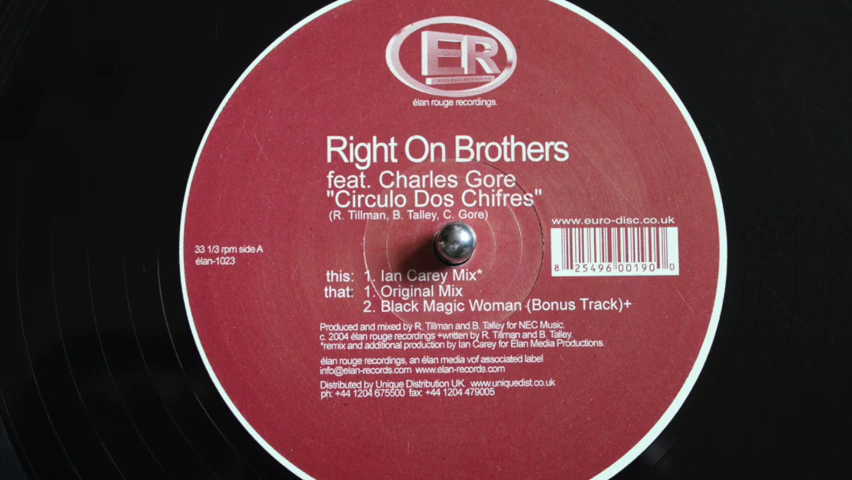 ER
élan rouge recordings.
Right On Brothers
feat. Charles Gore
"Circulo Dos Chifres"
(R. Tillman, B. Talley, C. Gore)
www.euro-disc.co.uk
8 25496 00190 0
33 1/3 rpm side A
élan-1023
this: 1. Ian Carey Mix*
that: 1. Original Mix
2. Black Magic Woman (Bonus Track)+
Produced and mixed by R. Tillman and B. Talley for NEC Music.
c. 2004 élan rouge recordings +written by R. Tillman and B. Talley.
*remix and additional production by Ian Carey for Elan Media Productions.
élan rouge recordings, an élan media vof associated label
info@elan-records.com www.elan-records.com
Distributed by Unique Distribution UK. www.uniquedist.co.uk
ph: +44 1204 675500 fax: +44 1204 479005